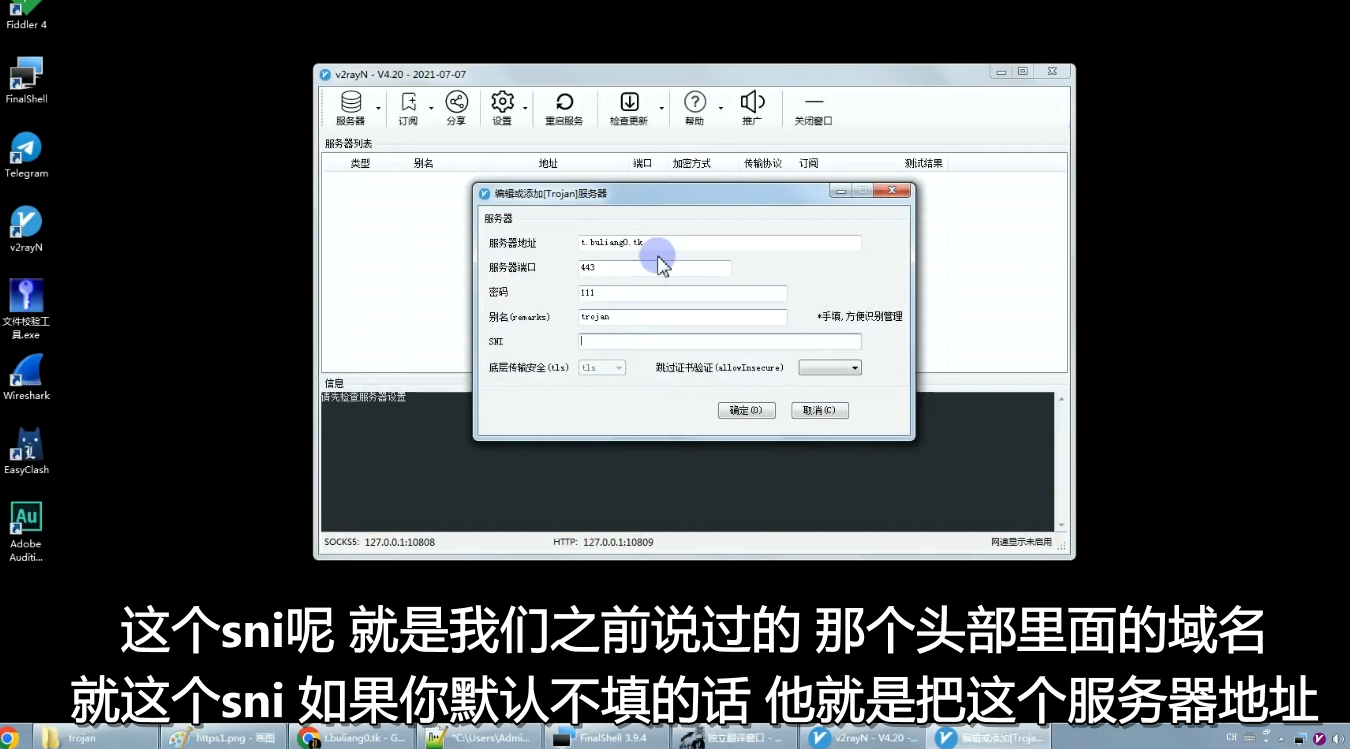 Fiddler 4
FinalShell
Telegram
v2rayN
文件校验工
具.exe
Wireshark
EasyClash
Adobe
Auditi...
v2rayN - V4.20 - 2021-07-07
服务器 订阅 分享 设置 重启服务 检查更新 帮助 推广 关闭窗口
服务器列表
类型 别名 地址 端口 加密方式 传输协议 订阅 测试结果
编辑或添加[Trojan]服务器
服务器
服务器地址 t.buliang0.tk
服务器端口 443
密码 111
别名(remarks) trojan *手填,方便识别管理
SNI
底层传输安全(tls) tls 跳过证书验证(allowInsecure)
确定(O) 取消(C)
信息
请先检查服务器设置
SOCKS5: 127.0.0.1:10808 HTTP: 127.0.0.1:10809 网速显示未启用
这个sni呢 就是我们之前说过的 那个头部里面的域名
就这个sni 如果你默认不填的话 他就是把这个服务器地址
trojan https1.png - 画图 t.buliang0.tk - G... *C:\Users\Admi... FinalShell 3.9.4 独立翻译窗口 - ... v2rayN - V4.20 -... 编辑或添加[Troja... CH